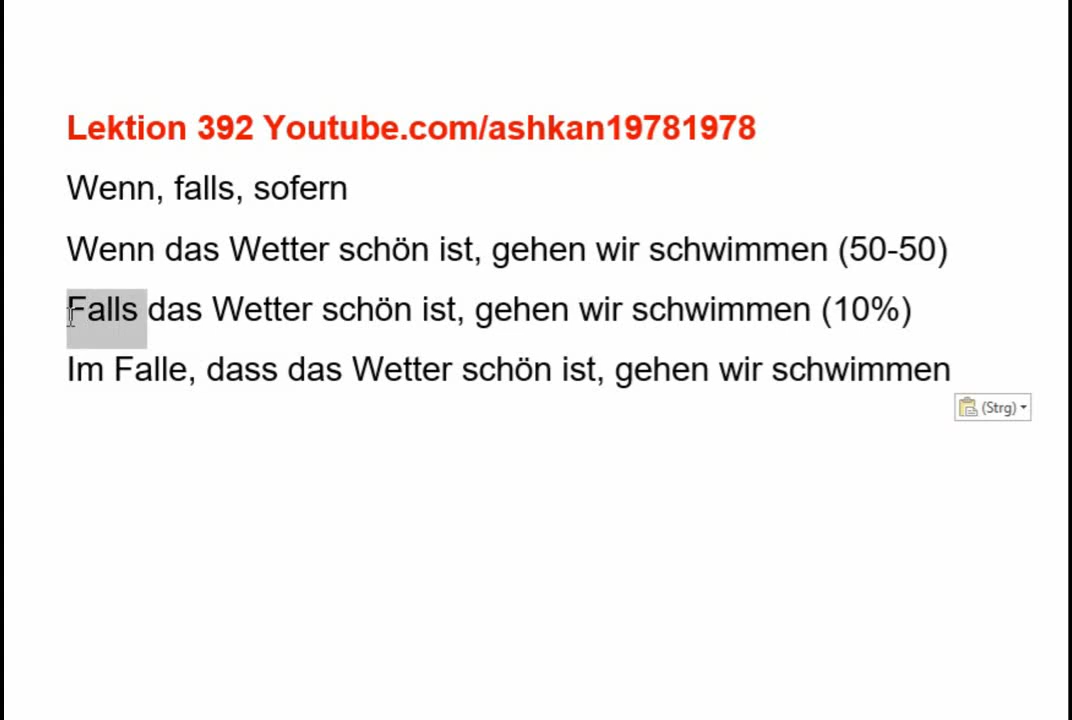 Lektion 392 Youtube.com/ashkan19781978
Wenn, falls, sofern
Wenn das Wetter schön ist, gehen wir schwimmen (50-50)
Falls das Wetter schön ist, gehen wir schwimmen (10%)
Im Falle, dass das Wetter schön ist, gehen wir schwimmen
(Strg)